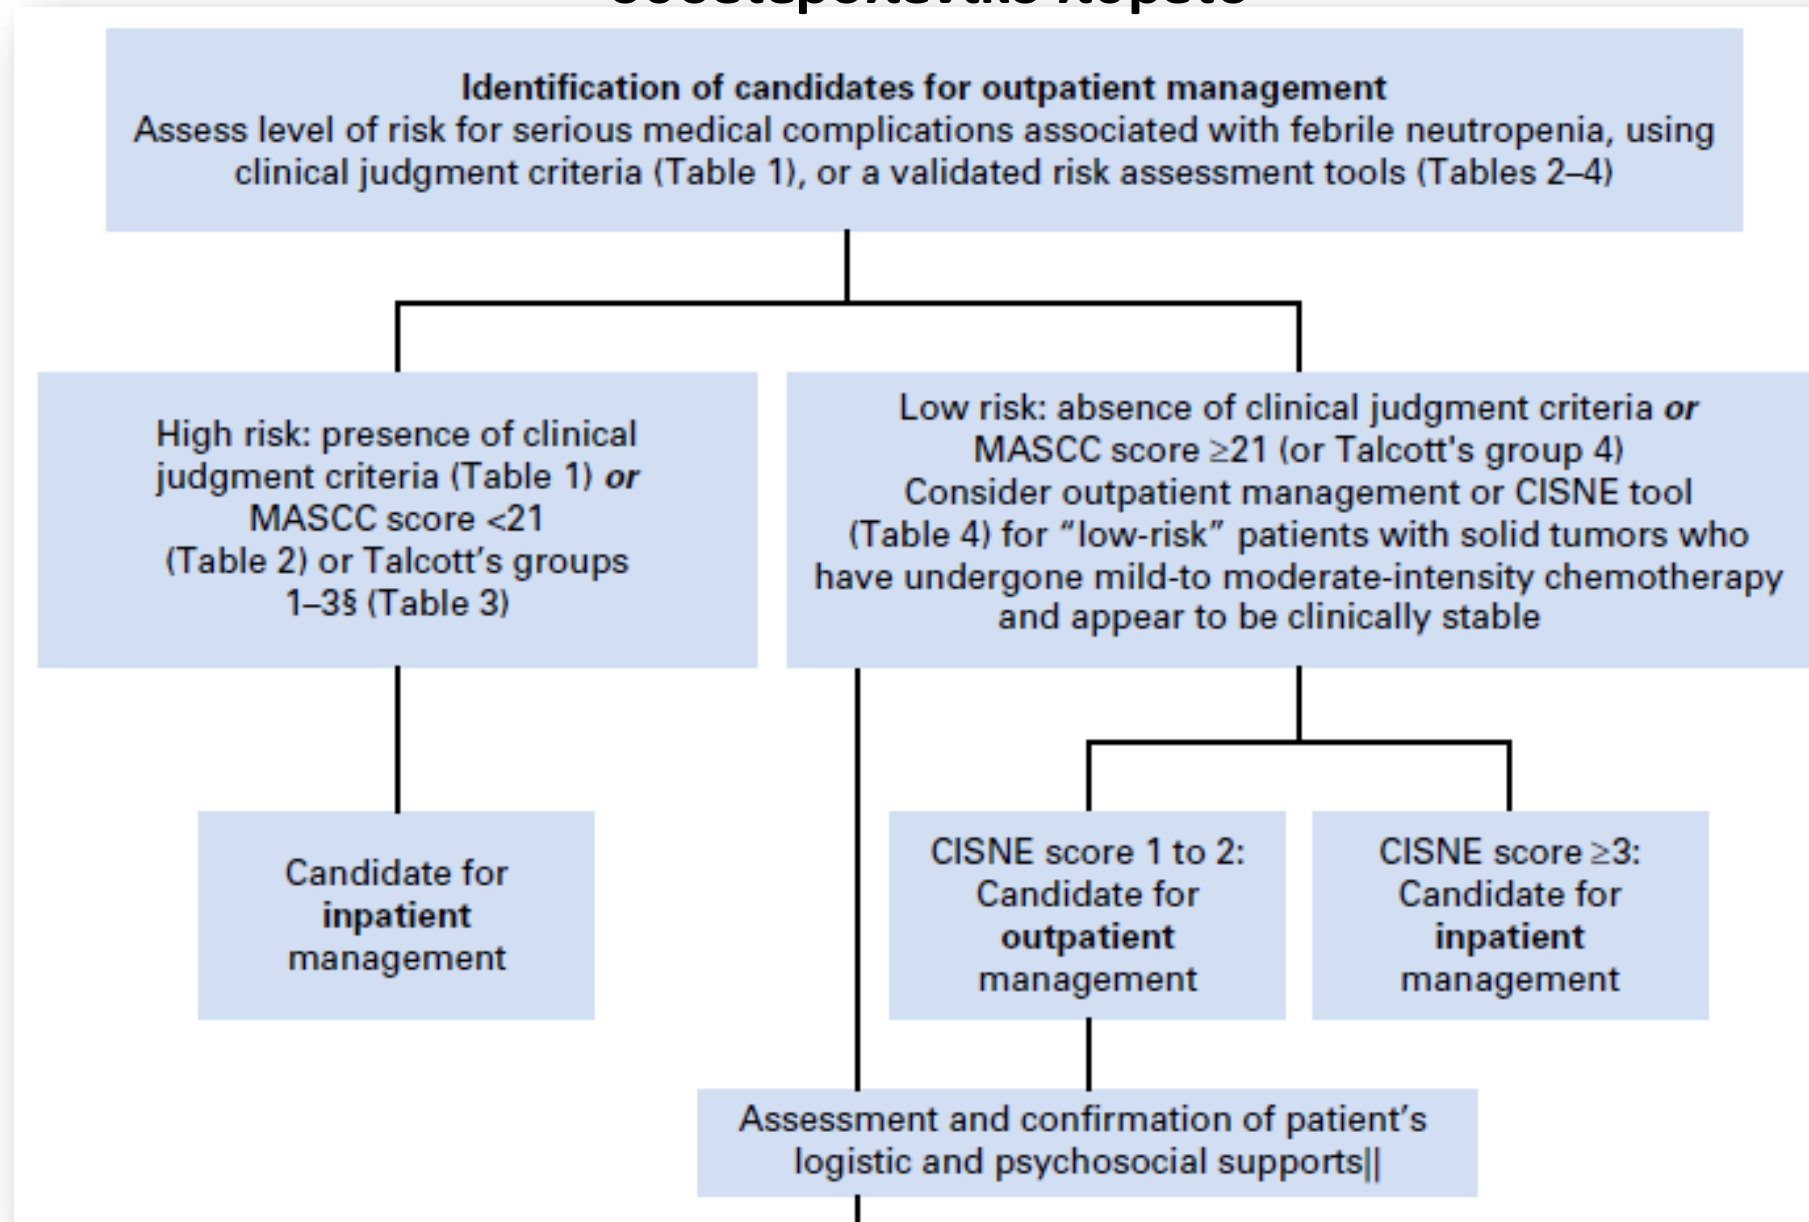 Identification of candidates for outpatient management
Assess level of risk for serious medical complications associated with febrile neutropenia, using
clinical judgment criteria (Table 1), or a validated risk assessment tools (Tables 2–4)
High risk: presence of clinical
judgment criteria (Table 1) or
MASCC score <21
(Table 2) or Talcott’s groups
1–3§ (Table 3)
Low risk: absence of clinical judgment criteria or
MASCC score ≥21 (or Talcott's group 4)
Consider outpatient management or CISNE tool
(Table 4) for “low-risk” patients with solid tumors who
have undergone mild-to moderate-intensity chemotherapy
and appear to be clinically stable
Candidate for
inpatient
management
CISNE score 1 to 2:
Candidate for
outpatient
management
CISNE score ≥3:
Candidate for
inpatient
management
Assessment and confirmation of patient’s
logistic and psychosocial supports||